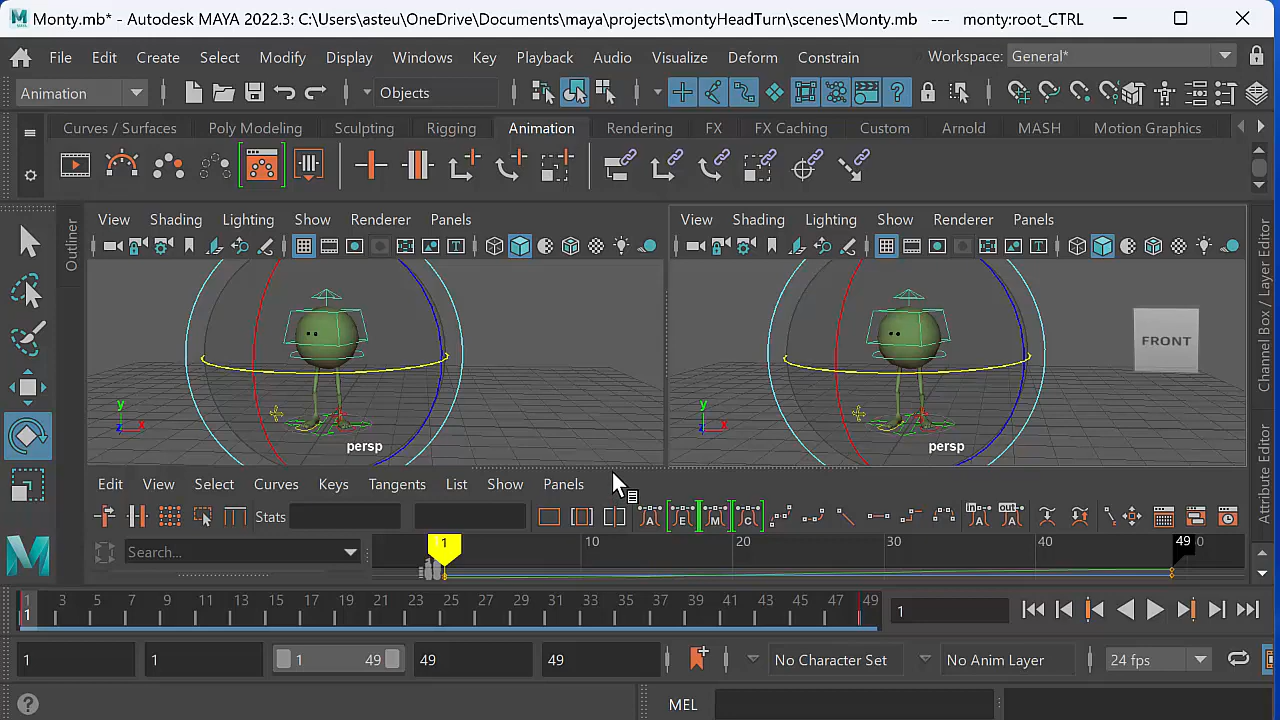 Monty.mb* - Autodesk MAYA 2022.3: C:\Users\asteu\OneDrive\Documents\maya\projects\montyHeadTurn\scenes\Monty.mb --- monty:root_CTRL
File Edit Create Select Modify Display Windows Key Playback Audio Visualize Deform Constrain Workspace: General*
Animation Objects
Curves / Surfaces Poly Modeling Sculpting Rigging Animation Rendering FX FX Caching Custom Arnold MASH Motion Graphics
View Shading Lighting Show Renderer Panels View Shading Lighting Show Renderer Panels
Outliner
FRONT
y x z persp y x z persp
Channel Box / Layer Editor
Attribute Editor
Edit View Select Curves Keys Tangents List Show Panels
Stats A E M C In A out A
Search... 1 10 20 30 40 49 0
1 1 3 5 7 9 11 13 15 17 19 21 23 25 27 29 31 33 35 37 39 41 43 45 47 49 1
1 1 1 49 49 49 No Character Set No Anim Layer 24 fps
? MEL